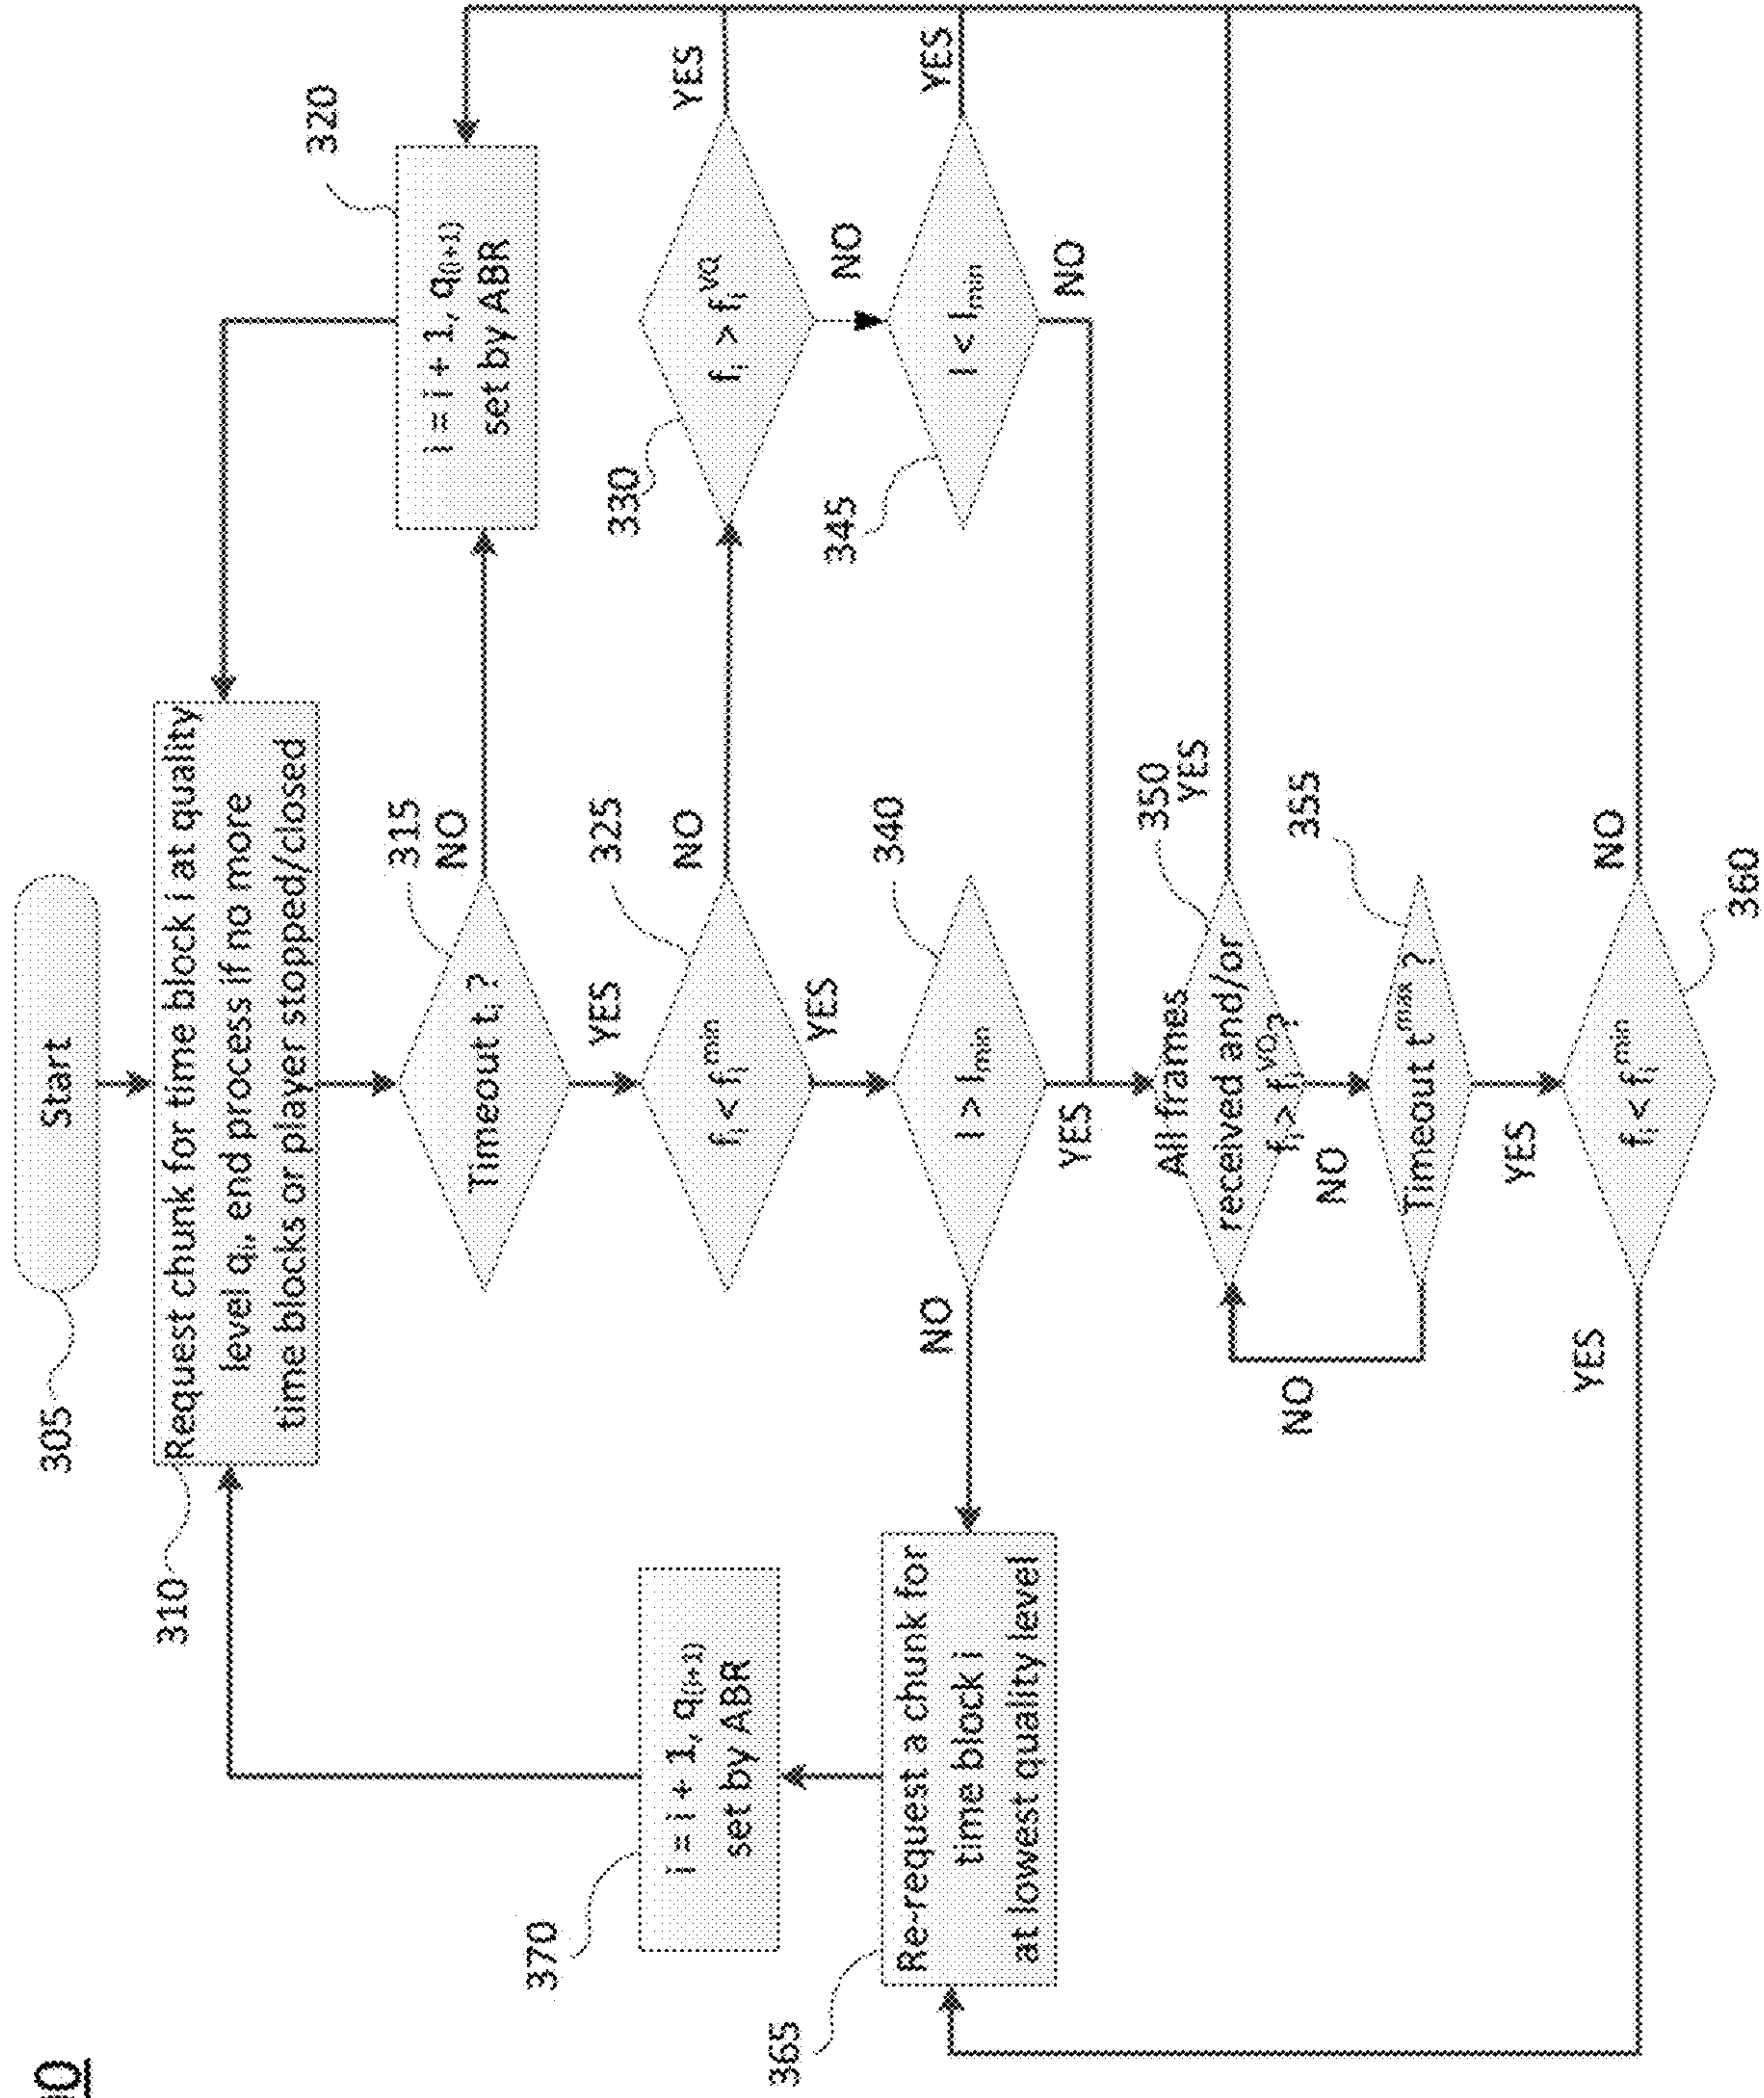 Start
305
310
Request chunk for time block i at quality
level qᵢ, end process if no more
time blocks or player stopped/closed
i = i + 1, q(i+1)
set by ABR
320
315
Timeout tᵢ ?
NO
YES
325
fᵢ < fᵢᵐⁱⁿ
NO
YES
330
fᵢ > fᵢVQ
YES
NO
340
l > lmin
NO
YES
345
l < lmin
YES
NO
350
All frames
received and/or
fᵢ > fᵢVQ?
YES
NO
355
Timeout tᵐᵃˣ ?
NO
YES
360
fᵢ < fᵢᵐⁱⁿ
NO
YES
365
Re-request a chunk for
time block i
at lowest quality level
370
i = i + 1, q(i+1)
set by ABR